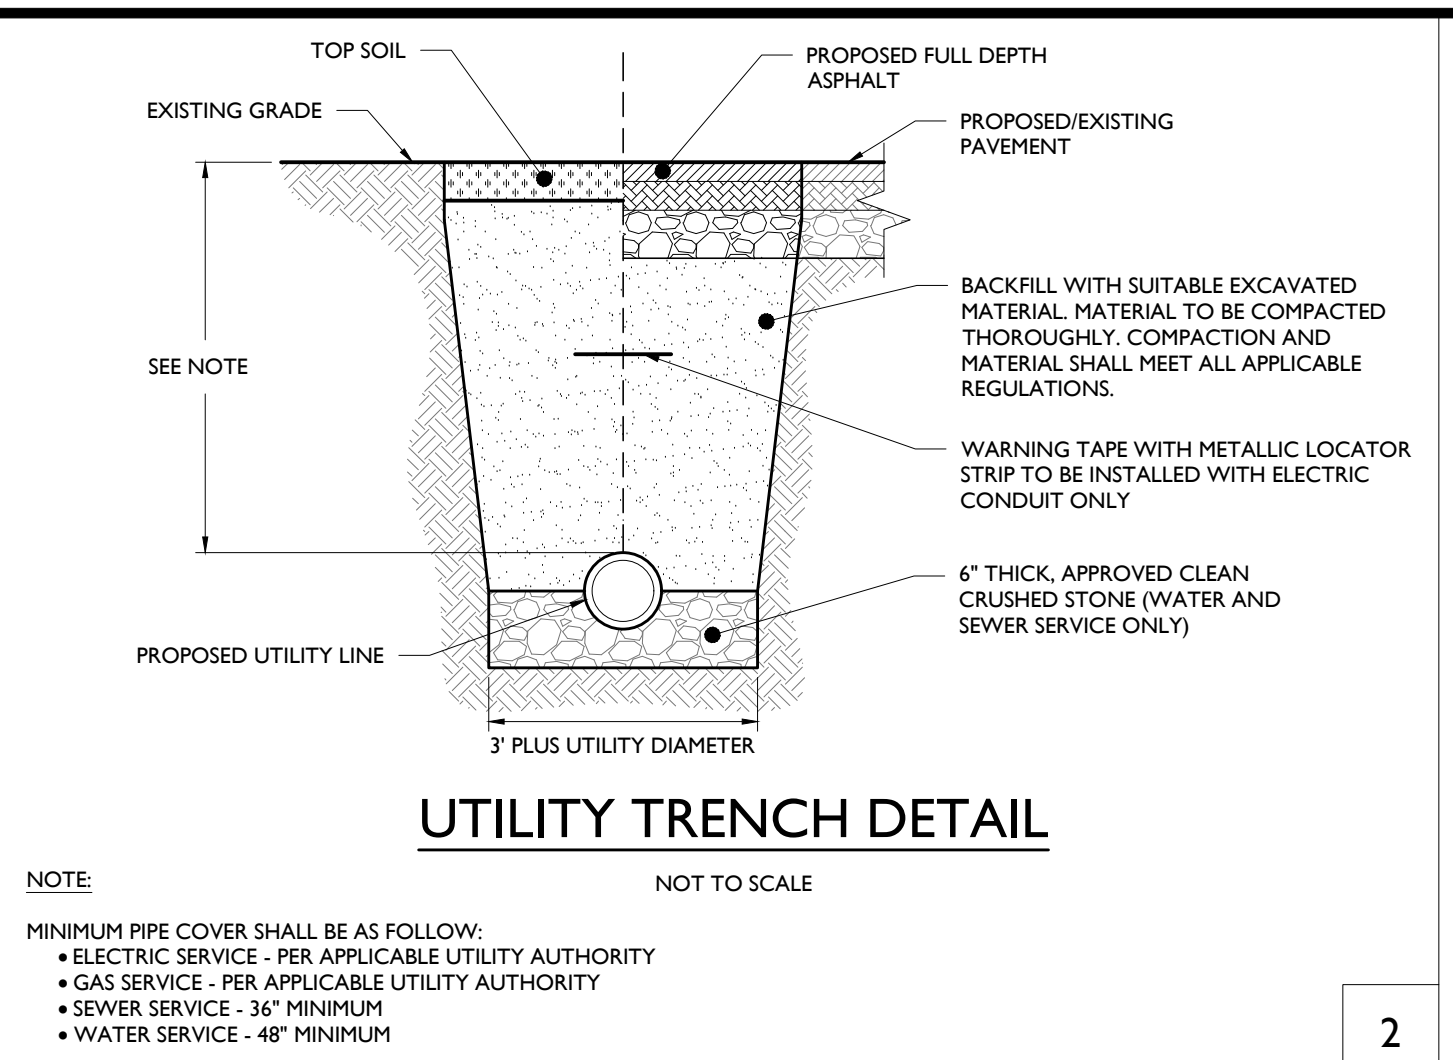 TOP SOIL
PROPOSED FULL DEPTH
ASPHALT
EXISTING GRADE
PROPOSED/EXISTING
PAVEMENT
BACKFILL WITH SUITABLE EXCAVATED
MATERIAL. MATERIAL TO BE COMPACTED
THOROUGHLY. COMPACTION AND
MATERIAL SHALL MEET ALL APPLICABLE
REGULATIONS.
SEE NOTE
WARNING TAPE WITH METALLIC LOCATOR
STRIP TO BE INSTALLED WITH ELECTRIC
CONDUIT ONLY
6" THICK, APPROVED CLEAN
CRUSHED STONE (WATER AND
SEWER SERVICE ONLY)
PROPOSED UTILITY LINE
3' PLUS UTILITY DIAMETER
UTILITY TRENCH DETAIL
NOT TO SCALE
NOTE:
MINIMUM PIPE COVER SHALL BE AS FOLLOW:
• ELECTRIC SERVICE - PER APPLICABLE UTILITY AUTHORITY
• GAS SERVICE - PER APPLICABLE UTILITY AUTHORITY
• SEWER SERVICE - 36" MINIMUM
• WATER SERVICE - 48" MINIMUM
2